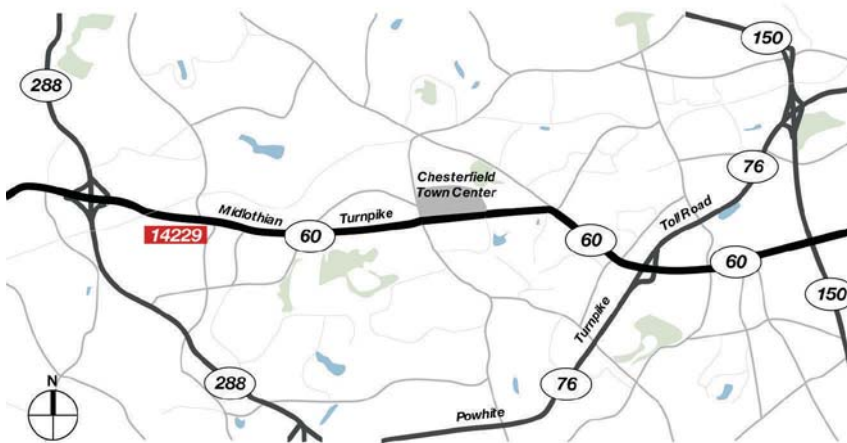 150
288
76
Chesterfield
Town Center
Midlothian
Turnpike
Toll Road
14229
60
60
60
150
Turnpike
N
288
76
Powhite